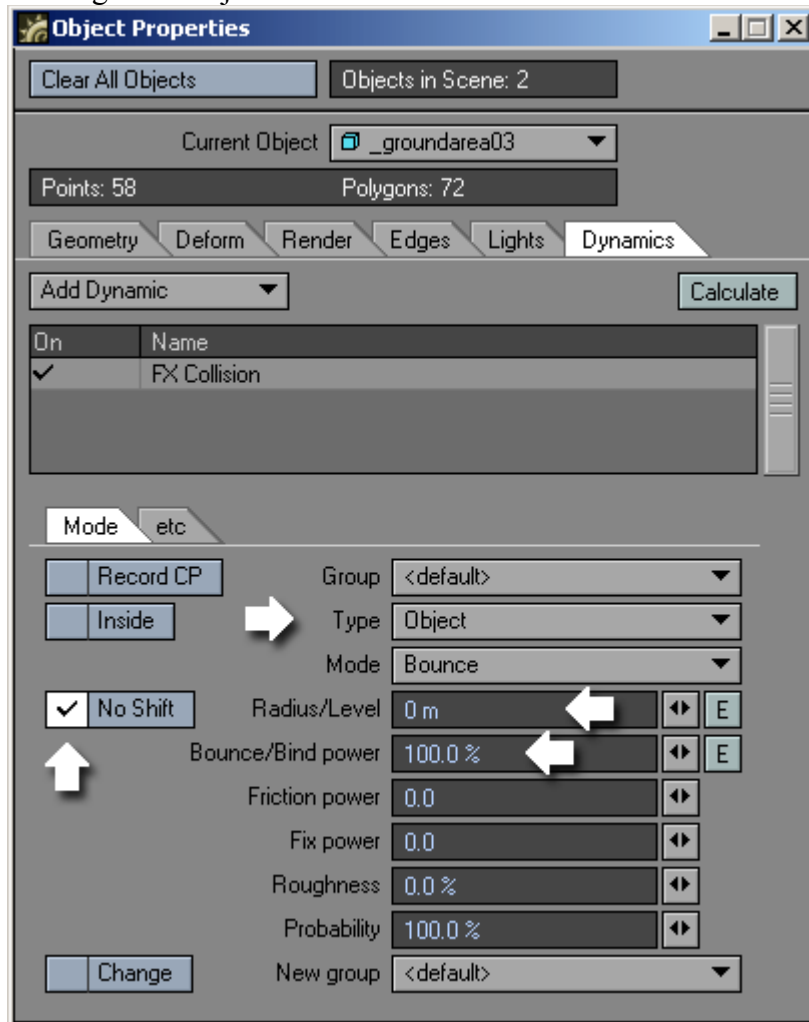 Object Properties
Clear All Objects Objects in Scene: 2
Current Object _groundarea03
Points: 58 Polygons: 72
Geometry Deform Render Edges Lights Dynamics
Add Dynamic Calculate
On Name
FX Collision
Mode etc
Record CP Group <default>
Inside Type Object
Mode Bounce
No Shift Radius/Level 0 m E
Bounce/Bind power 100.0 % E
Friction power 0.0
Fix power 0.0
Roughness 0.0 %
Probability 100.0 %
Change New group <default>